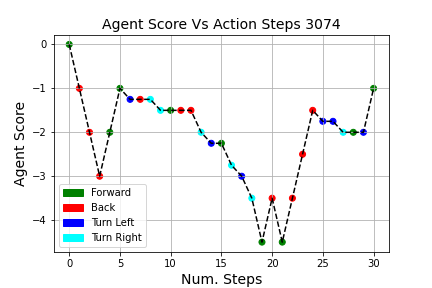 Agent Score Vs Action Steps 3074
0
−1
−2
−3
−4
Agent Score
Forward
Back
Turn Left
Turn Right
0 5 10 15 20 25 30
Num. Steps